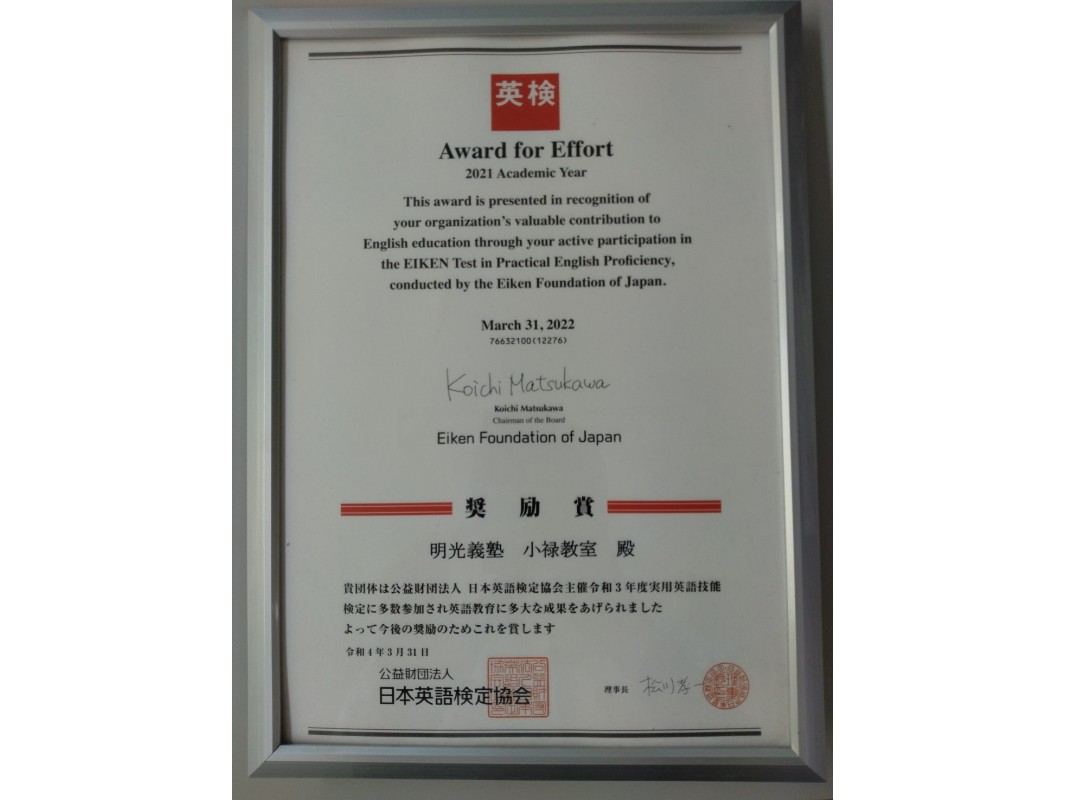 英検
Award for Effort
2021 Academic Year
This award is presented in recognition of
your organization's valuable contribution to
English education through your active participation in
the EIKEN Test in Practical English Proficiency,
conducted by the Eiken Foundation of Japan.
March 31, 2022
76632100(12276)
Koichi Matsukawa
Koichi Matsukawa
Chairman of the Board
Eiken Foundation of Japan
奨励賞
明光義塾 小禄教室 殿
貴団体は公益財団法人 日本英語検定協会主催令和3年度実用英語技能
検定に多数参加され英語教育に多大な成果をあげられました
よって今後の奨励のためこれを賞します
令和4年3月31日
公益財団法人
日本英語検定協会
理事長 松川孝一